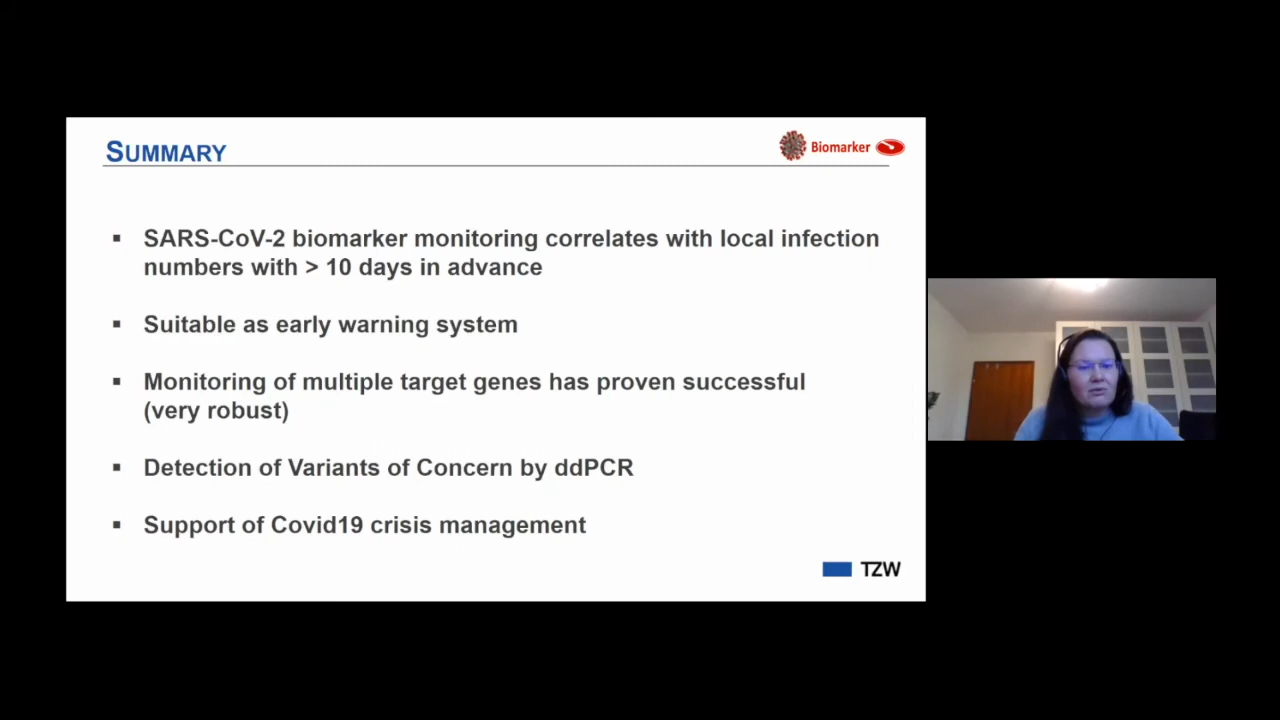 SUMMARY
Biomarker
▪ SARS-CoV-2 biomarker monitoring correlates with local infection
numbers with > 10 days in advance
▪ Suitable as early warning system
▪ Monitoring of multiple target genes has proven successful
(very robust)
▪ Detection of Variants of Concern by ddPCR
▪ Support of Covid19 crisis management
TZW